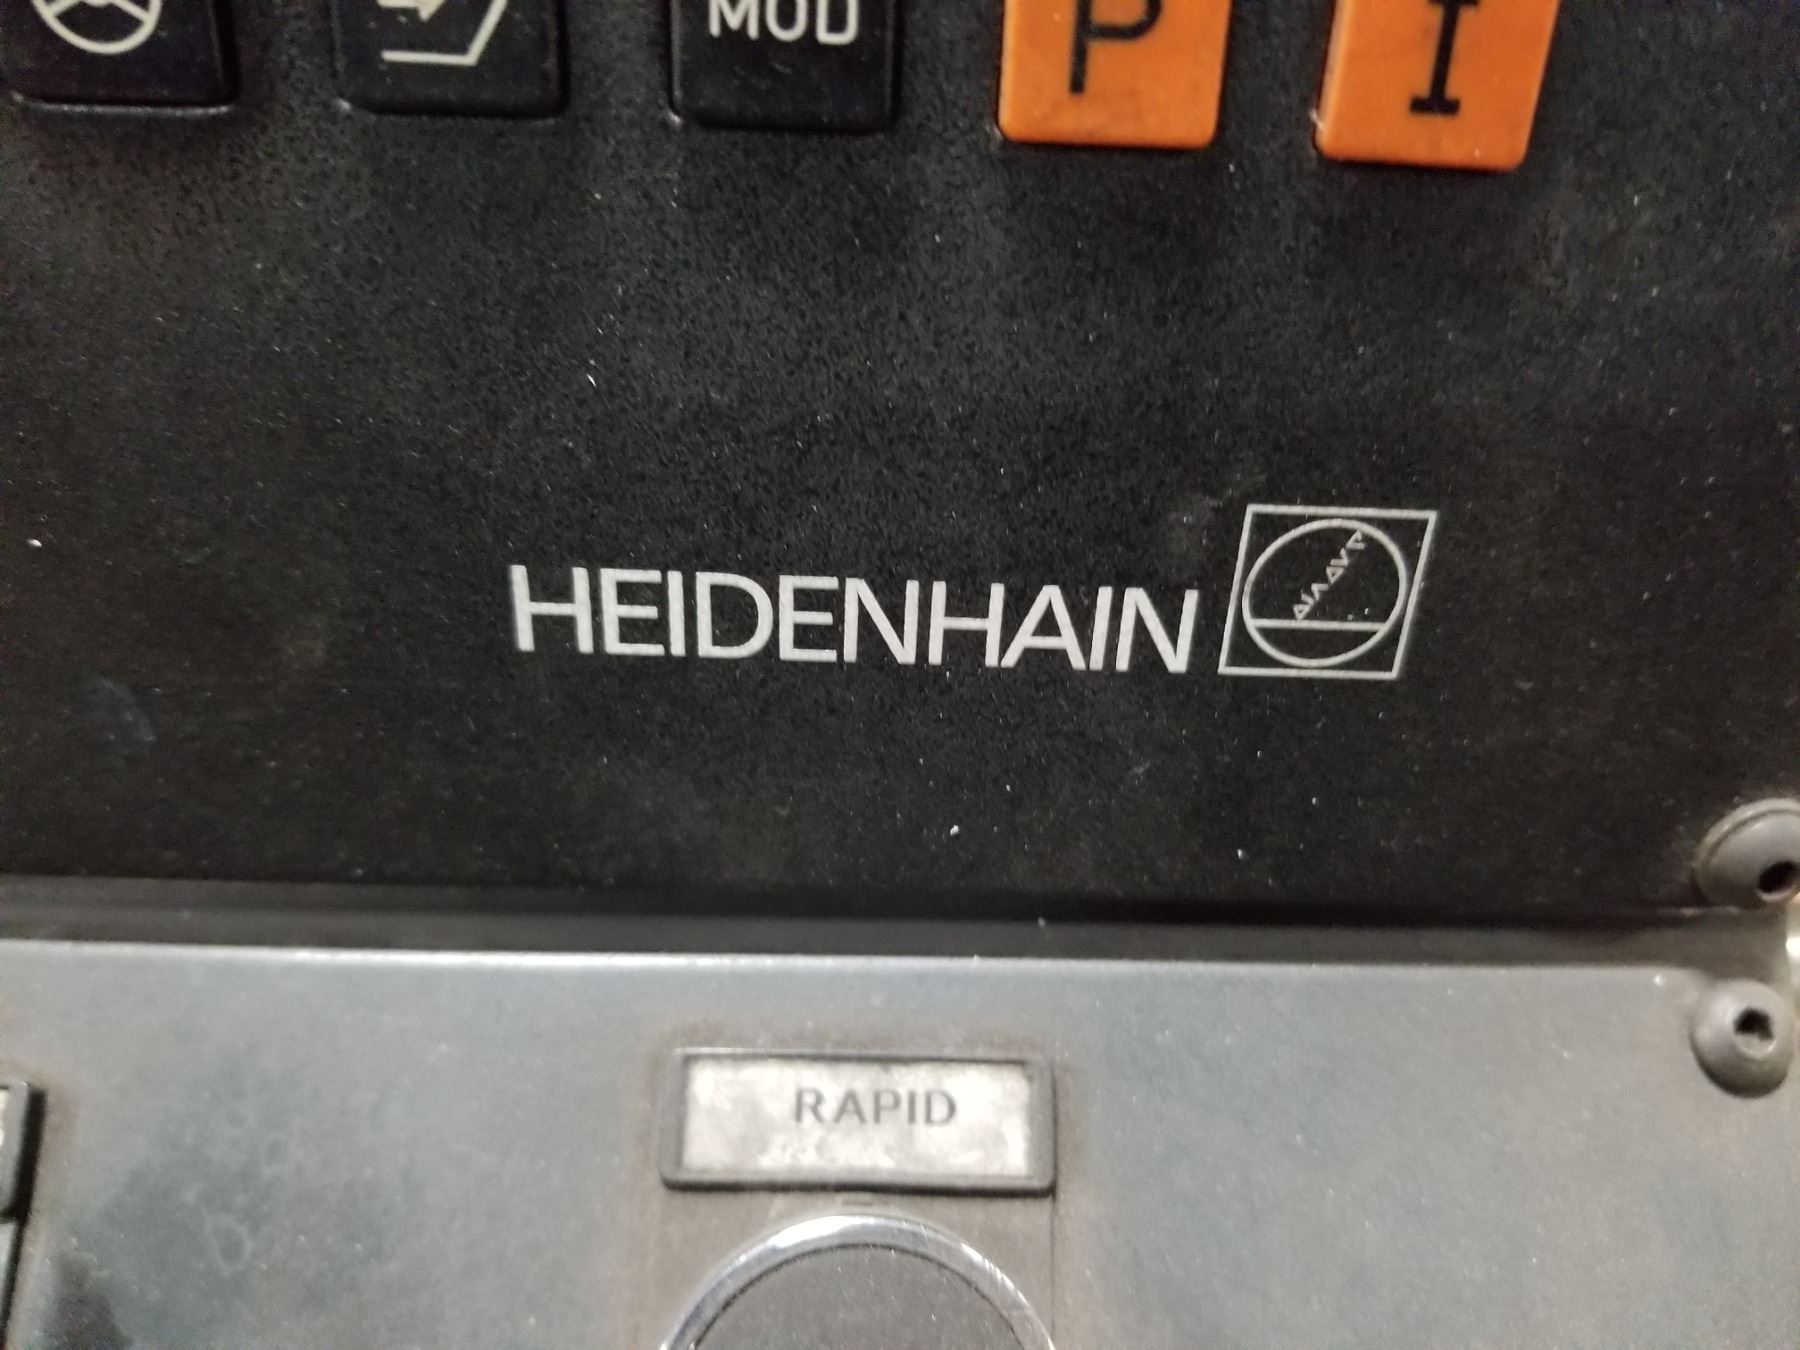 MOD
P
I
HEIDENHAIN
RAPID